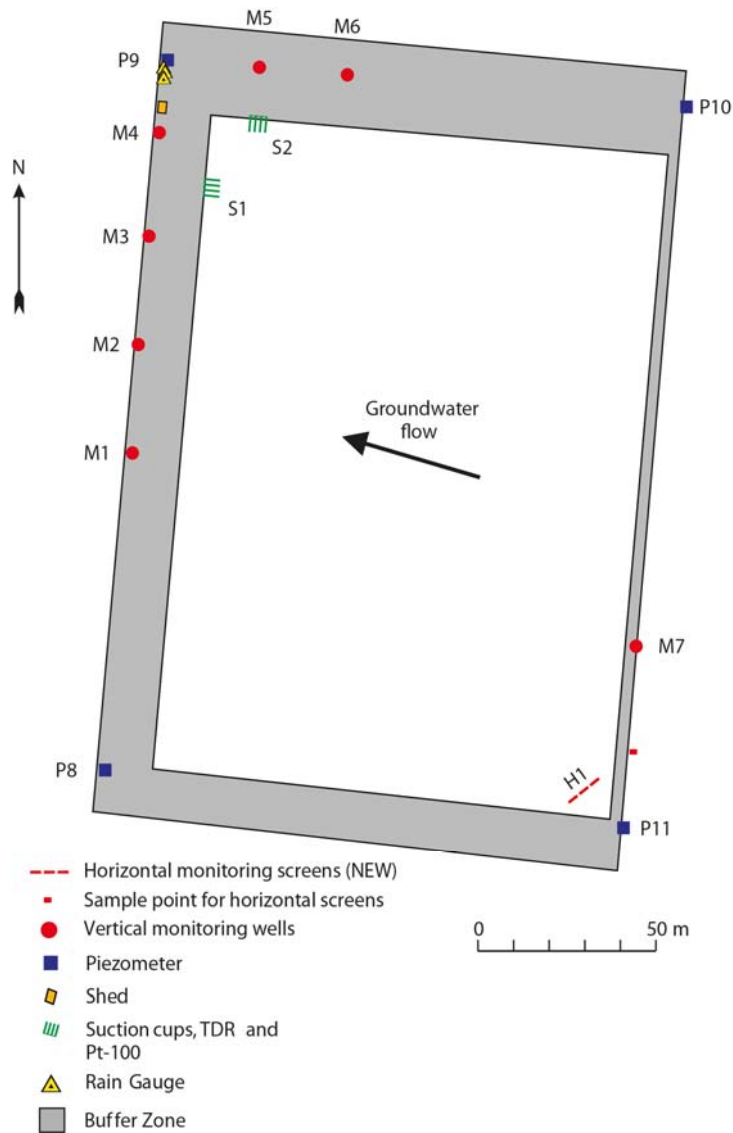 M5
M6
P9
P10
M4
S2
N
S1
M3
M2
Groundwater
flow
M1
M7
P8
H1
P11
Horizontal monitoring screens (NEW)
Sample point for horizontal screens
Vertical monitoring wells
0 50 m
Piezometer
Shed
Suction cups, TDR and
Pt-100
Rain Gauge
Buffer Zone